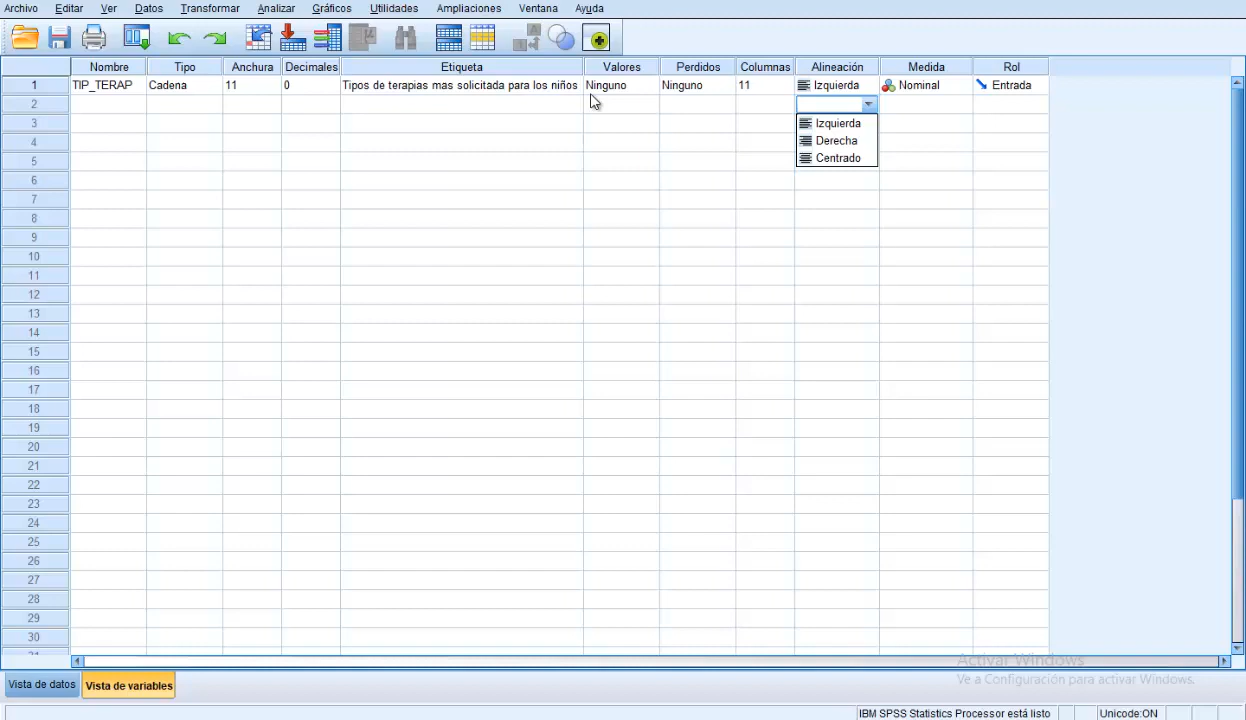 Archivo Editar Ver Datos Transformar Analizar Gráficos Utilidades Ampliaciones Ventana Ayuda
Nombre Tipo Anchura Decimales Etiqueta Valores Perdidos Columnas Alineación Medida Rol
1 TIP_TERAP Cadena 11 0 Tipos de terapias mas solicitada para los niños Ninguno Ninguno 11 Izquierda Nominal Entrada
2
3 Izquierda
4 Derecha
5 Centrado
6
7
8
9
10
11
12
13
14
15
16
17
18
19
20
21
22
23
24
25
26
27
28
29
30
31
Activar Windows
Ve a Configuración para activar Windows.
Vista de datos Vista de variables
IBM SPSS Statistics Processor está listo Unicode:ON